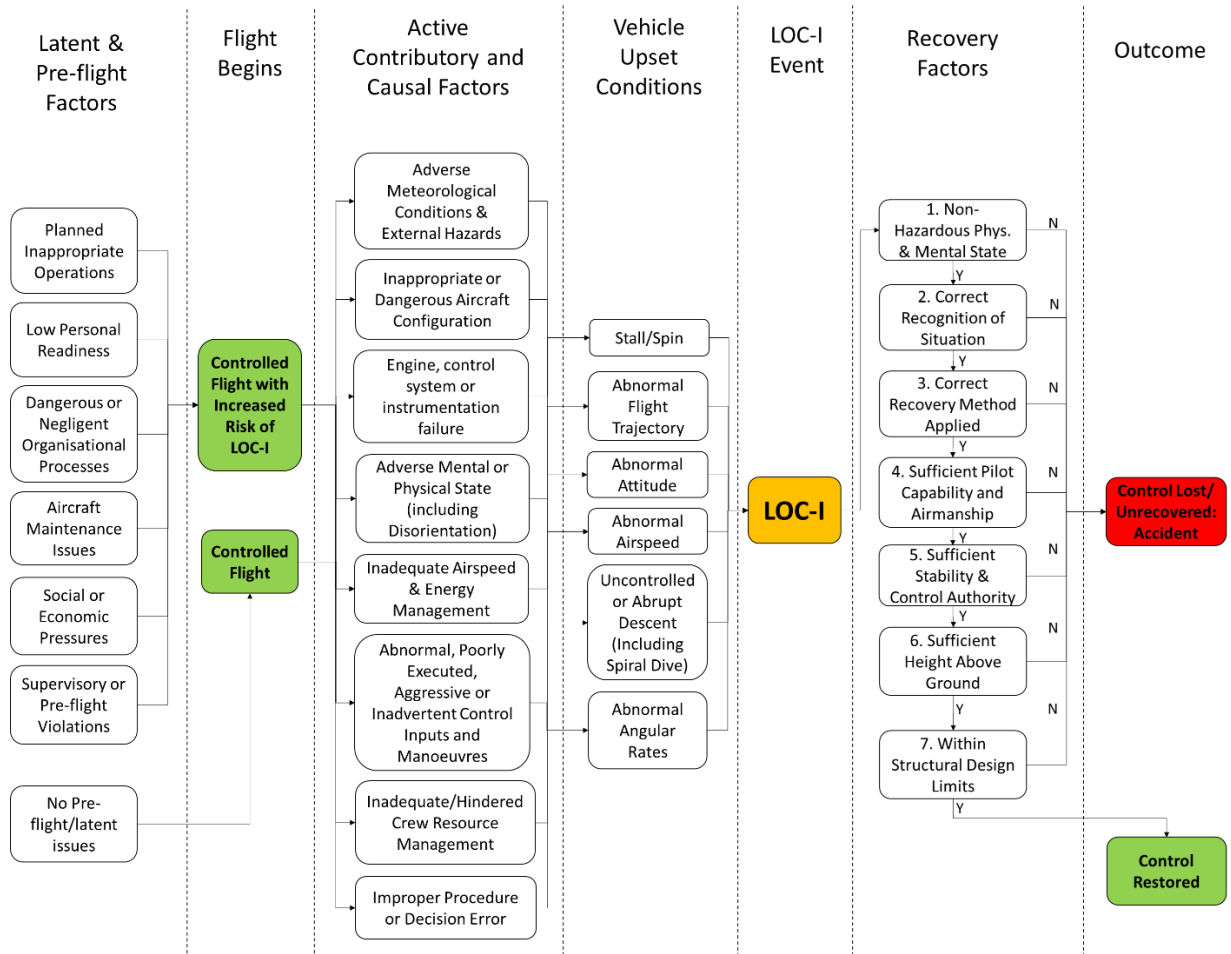 Latent &
Pre-flight
Factors
Flight
Begins
Active
Contributory and
Causal Factors
Vehicle
Upset
Conditions
LOC-I
Event
Recovery
Factors
Outcome
Planned
Inappropriate
Operations
Low Personal
Readiness
Dangerous or
Negligent
Organisational
Processes
Aircraft
Maintenance
Issues
Social or
Economic
Pressures
Supervisory or
Pre-flight
Violations
No Pre-
flight/latent
issues
Controlled
Flight with
Increased
Risk of
LOC-I
Controlled
Flight
Adverse
Meteorological
Conditions &
External Hazards
Inappropriate or
Dangerous Aircraft
Configuration
Engine, control
system or
instrumentation
failure
Adverse Mental or
Physical State
(including
Disorientation)
Inadequate Airspeed
& Energy
Management
Abnormal, Poorly
Executed,
Aggressive or
Inadvertent Control
Inputs and
Manoeuvres
Inadequate/Hindered
Crew Resource
Management
Improper Procedure
or Decision Error
Stall/Spin
Abnormal
Flight
Trajectory
Abnormal
Attitude
Abnormal
Airspeed
Uncontrolled
or Abrupt
Descent
(Including
Spiral Dive)
Abnormal
Angular
Rates
LOC-I
1. Non-
Hazardous Phys.
& Mental State
N
Y
2. Correct
Recognition of
Situation
N
Y
3. Correct
Recovery Method
Applied
N
Y
4. Sufficient Pilot
Capability and
Airmanship
N
Y
5. Sufficient
Stability &
Control Authority
N
Y
6. Sufficient
Height Above
Ground
N
Y
7. Within
Structural Design
Limits
N
Y
Control Lost/
Unrecovered:
Accident
Control
Restored